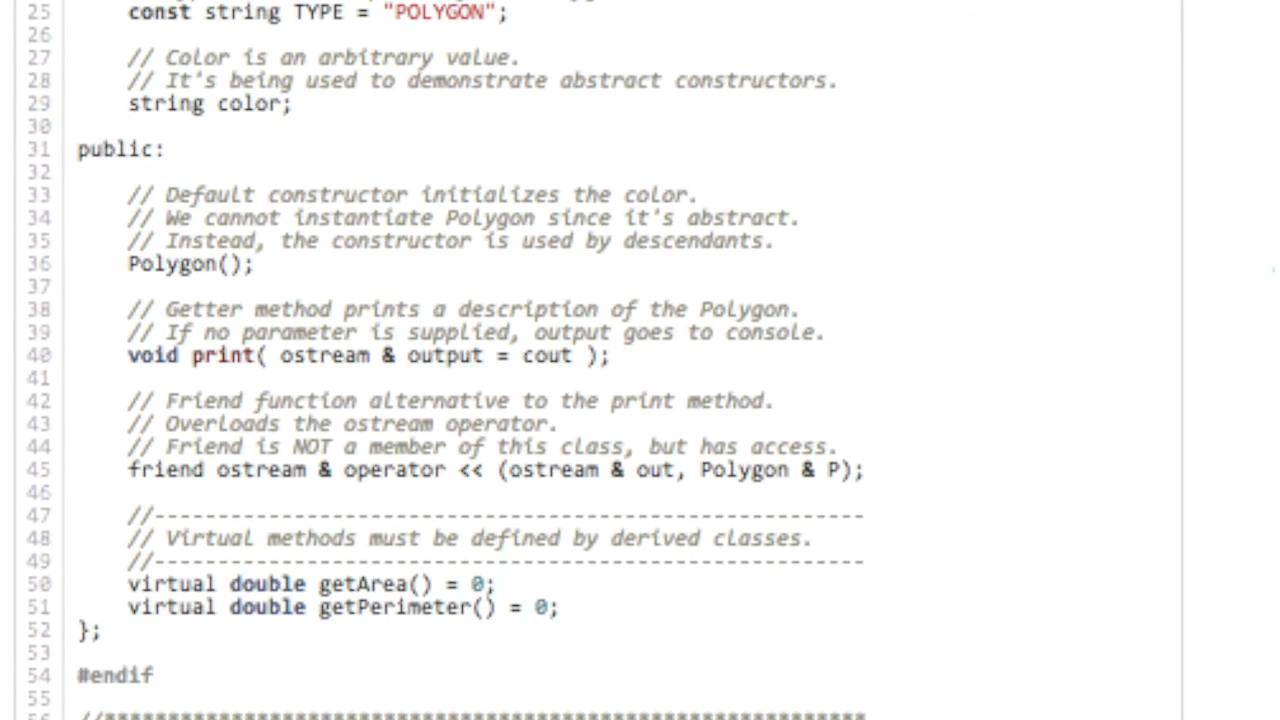 25 const string TYPE = "POLYGON";
26
27 // Color is an arbitrary value.
28 // It's being used to demonstrate abstract constructors.
29 string color;
30
31 public:
32
33 // Default constructor initializes the color.
34 // We cannot instantiate Polygon since it's abstract.
35 // Instead, the constructor is used by descendants.
36 Polygon();
37
38 // Getter method prints a description of the Polygon.
39 // If no parameter is supplied, output goes to console.
40 void print( ostream & output = cout );
41
42 // Friend function alternative to the print method.
43 // Overloads the ostream operator.
44 // Friend is NOT a member of this class, but has access.
45 friend ostream & operator << (ostream & out, Polygon & P);
46
47 //--------------------------------------------------------
48 // Virtual methods must be defined by derived classes.
49 //--------------------------------------------------------
50 virtual double getArea() = 0;
51 virtual double getPerimeter() = 0;
52 };
53
54 #endif
55